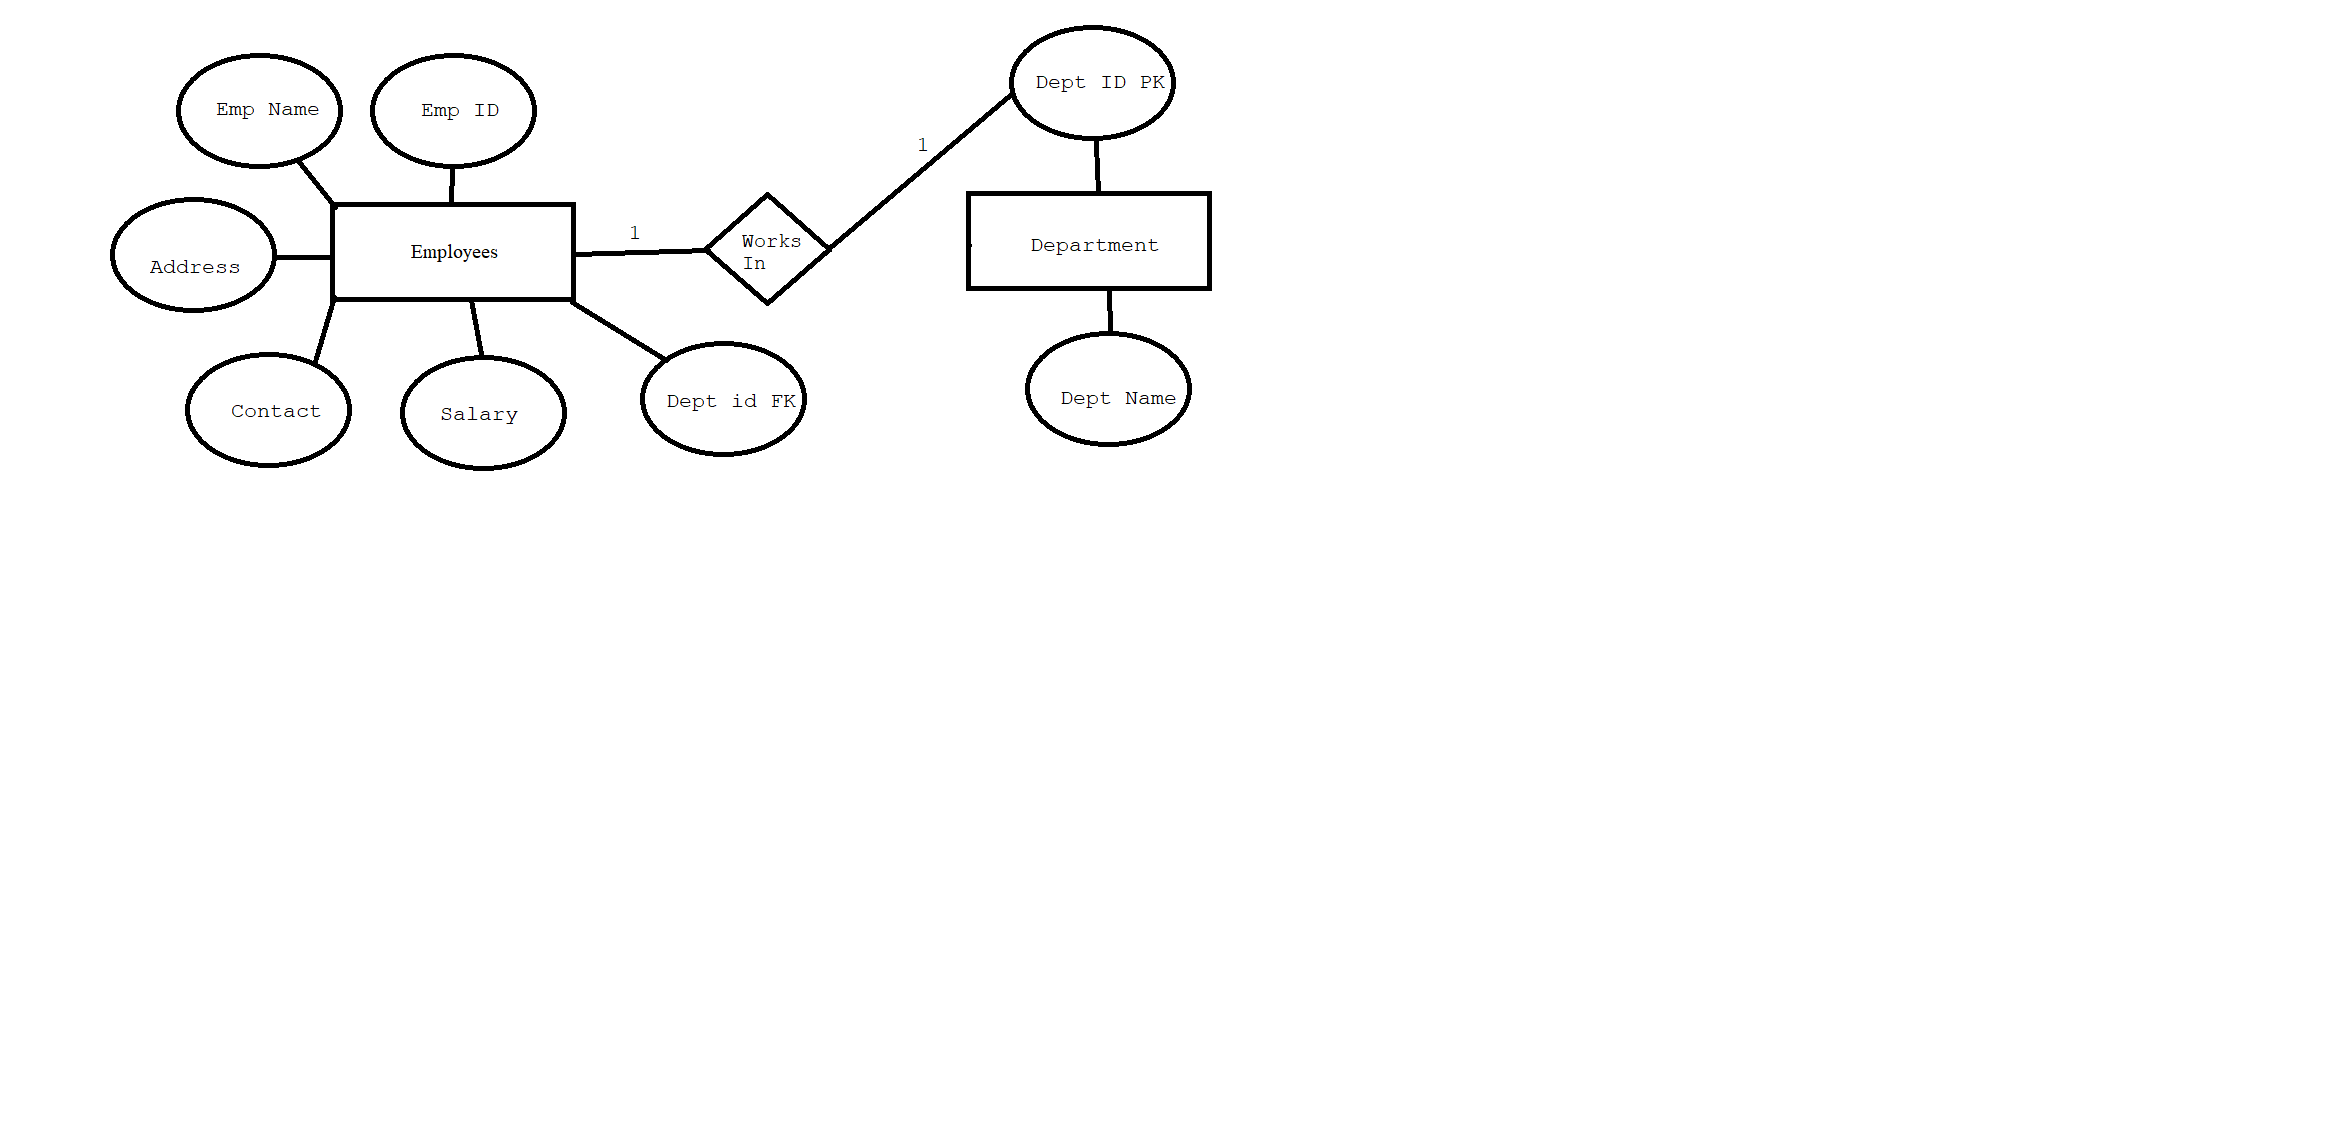 Dept ID PK
Emp Name
Emp ID
1
1
Works
In
Employees
Department
Address
Contact
Salary
Dept id FK
Dept Name